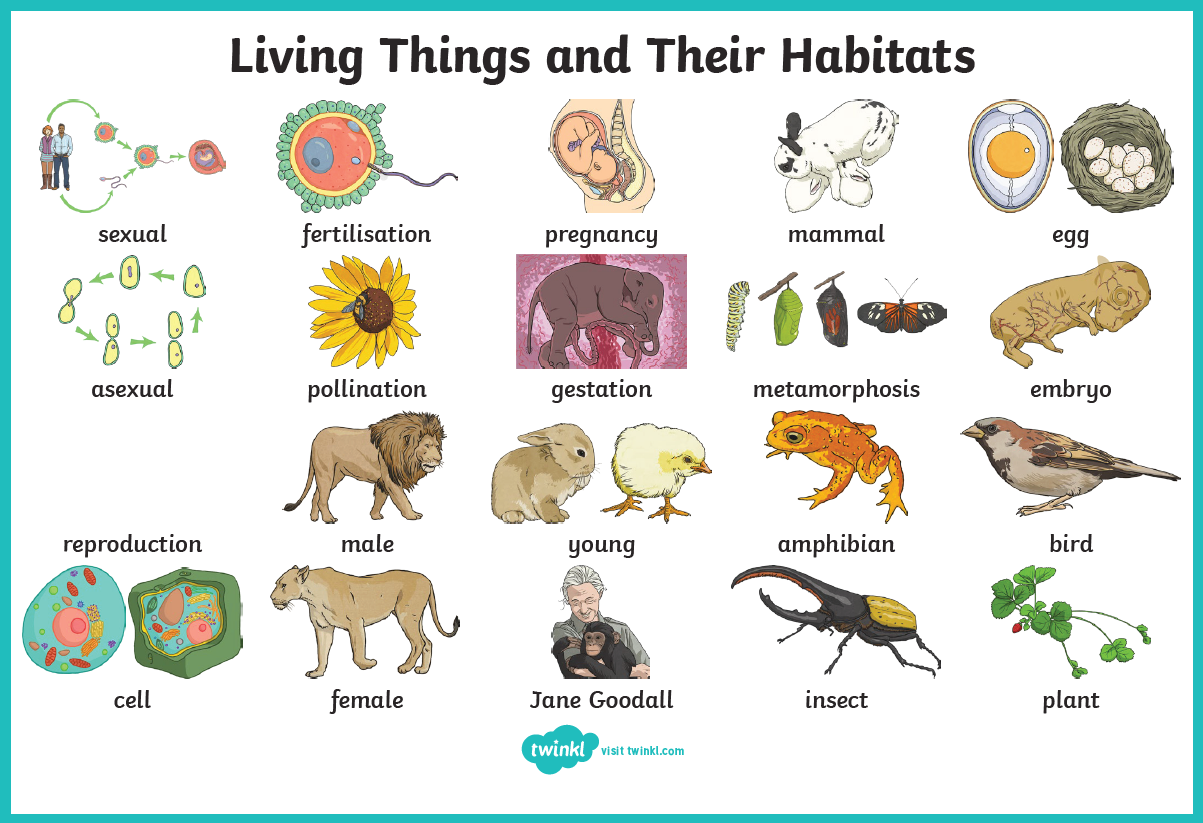 Living Things and Their Habitats
sexual
fertilisation
pregnancy
mammal
egg
asexual
pollination
gestation
metamorphosis
embryo
reproduction
male
young
amphibian
bird
cell
female
Jane Goodall
insect
plant
twinkl
visit twinkl.com